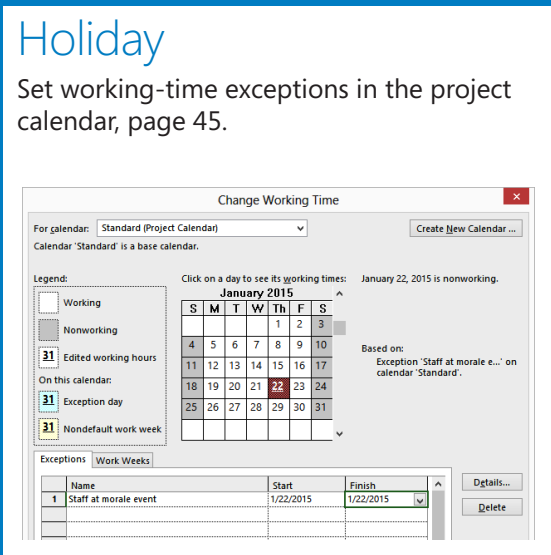 Holiday
Set working-time exceptions in the project
calendar, page 45.
Change Working Time
For calendar: Standard (Project Calendar) Create New Calendar ...
Calendar 'Standard' is a base calendar.
Legend:
Working
Nonworking
31 Edited working hours
On this calendar:
31 Exception day
31 Nondefault work week
Click on a day to see its working times:
January 2015
S M T W Th F S
1 2 3
4 5 6 7 8 9 10
11 12 13 14 15 16 17
18 19 20 21 22 23 24
25 26 27 28 29 30 31
January 22, 2015 is nonworking.
Based on:
Exception 'Staff at morale e...' on
calendar 'Standard'.
Exceptions Work Weeks
Name Start Finish
1 Staff at morale event 1/22/2015 1/22/2015
Details...
Delete